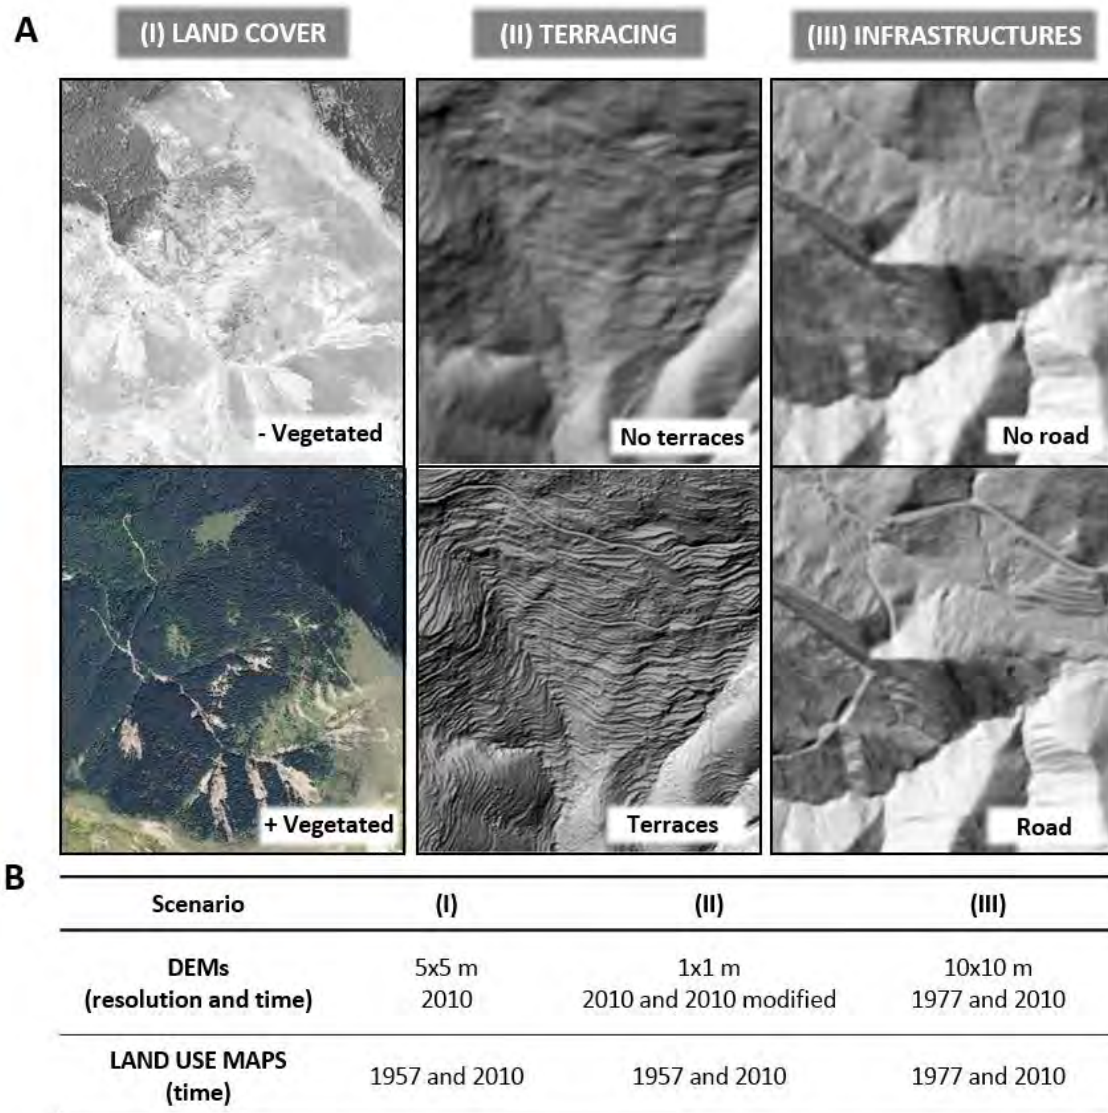 A
(I) LAND COVER
(II) TERRACING
(III) INFRASTRUCTURES
- Vegetated
No terraces
No road
+ Vegetated
Terraces
Road
B
Scenario (I) (II) (III)
DEMs 5x5 m 1x1 m 10x10 m
(resolution and time) 2010 2010 and 2010 modified 1977 and 2010
LAND USE MAPS
1957 and 2010 1957 and 2010 1977 and 2010
(time)